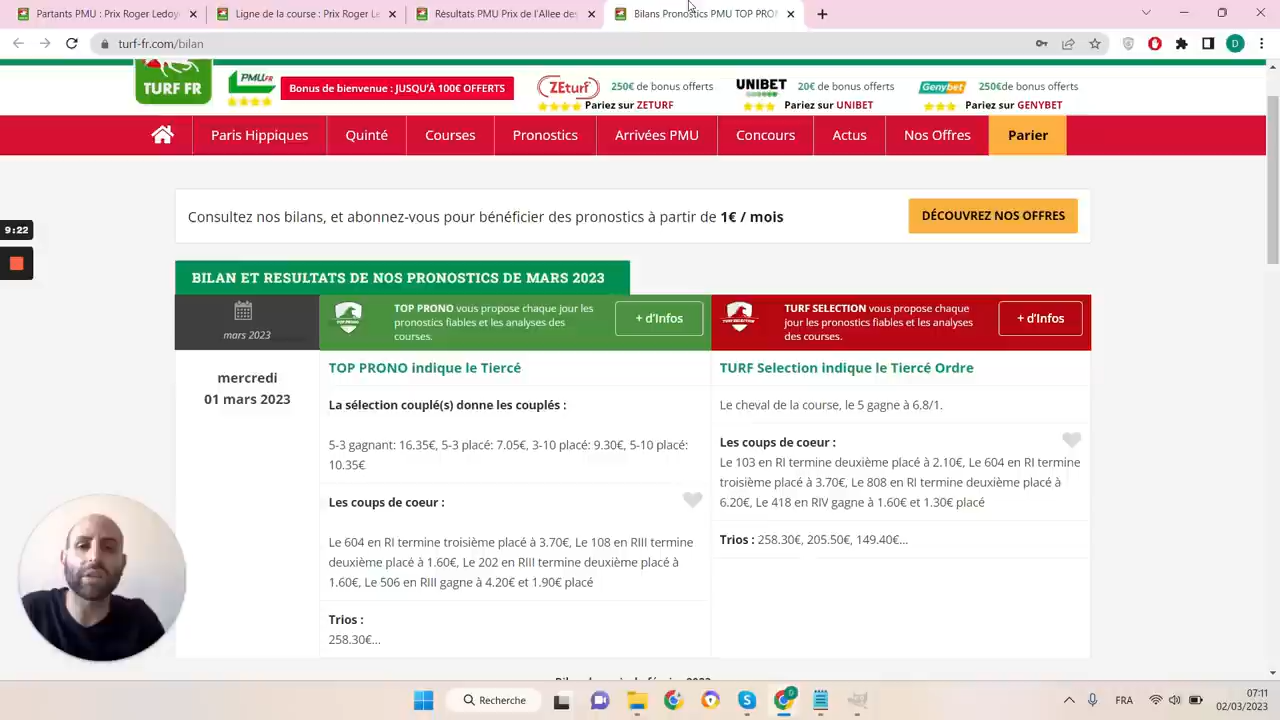 Partants PMU : Prix Roger Ledoy
Ligne de la course : Prix Quinté
Résultats PMU Prix de l'Allee des
Bilans Pronostics PMU TOP PRO
turf-fr.com/bilan
D
TURF FR
PMU.FR
Bonus de bienvenue : JUSQU'À 100€ OFFERTS
ZEturf
250€ de bonus offerts
Pariez sur ZETURF
UNIBET
20€ de bonus offerts
Pariez sur UNIBET
Genybet
250€de bonus offerts
Pariez sur GENYBET
Paris Hippiques
Quinté
Courses
Pronostics
Arrivées PMU
Concours
Actus
Nos Offres
Parier
Consultez nos bilans, et abonnez-vous pour bénéficier des pronostics à partir de 1€ / mois
DÉCOUVREZ NOS OFFRES
9:22
BILAN ET RESULTATS DE NOS PRONOSTICS DE MARS 2023
mars 2023
TOP PRONO vous propose chaque jour les
pronostics fiables et les analyses des
courses.
+ d'Infos
TURF SELECTION vous propose chaque
jour les pronostics fiables et les analyses
des courses.
+ d'Infos
mercredi
01 mars 2023
TOP PRONO indique le Tiercé
La sélection couplé(s) donne les couplés :
5-3 gagnant: 16.35€, 5-3 placé: 7.05€, 3-10 placé: 9.30€, 5-10 placé:
10.35€
Les coups de coeur :
Le 604 en RI termine troisième placé à 3.70€, Le 108 en RIII termine
deuxième placé à 1.60€, Le 202 en RIII termine deuxième placé à
1.60€, Le 506 en RIII gagne à 4.20€ et 1.90€ placé
Trios :
258.30€...
TURF Selection indique le Tiercé Ordre
Le cheval de la course, le 5 gagne à 6.8/1.
Les coups de coeur :
Le 103 en RI termine deuxième placé à 2.10€, Le 604 en RI termine
troisième placé à 3.70€, Le 808 en RI termine deuxième placé à
6.20€, Le 418 en RIV gagne à 1.60€ et 1.30€ placé
Trios : 258.30€, 205.50€, 149.40€...
Recherche
FRA
07:11
02/03/2023